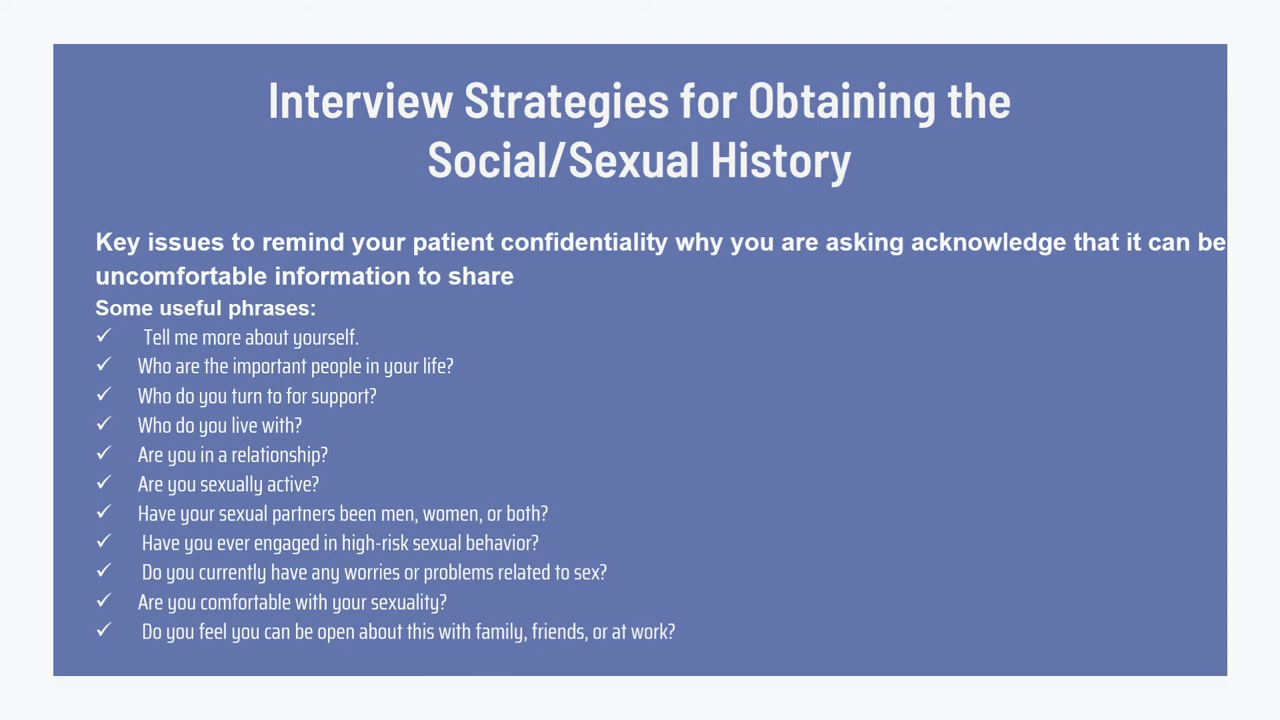 Interview Strategies for Obtaining the
Social/Sexual History
Key issues to remind your patient confidentiality why you are asking acknowledge that it can be
uncomfortable information to share
Some useful phrases:
✓ Tell me more about yourself.
✓ Who are the important people in your life?
✓ Who do you turn to for support?
✓ Who do you live with?
✓ Are you in a relationship?
✓ Are you sexually active?
✓ Have your sexual partners been men, women, or both?
✓ Have you ever engaged in high-risk sexual behavior?
✓ Do you currently have any worries or problems related to sex?
✓ Are you comfortable with your sexuality?
✓ Do you feel you can be open about this with family, friends, or at work?